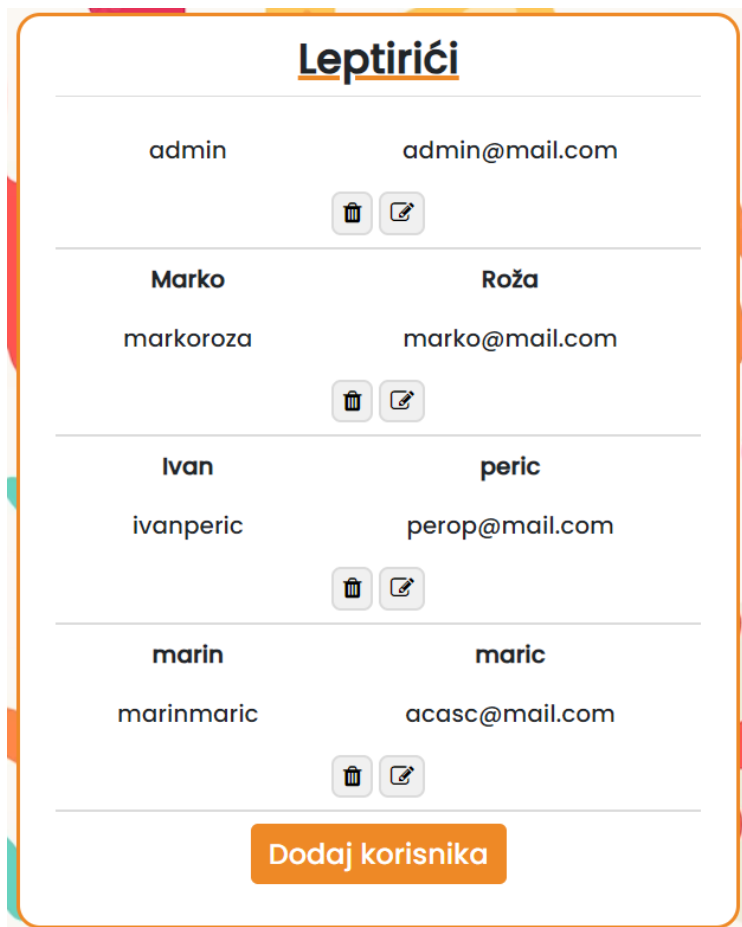 Leptirići
admin admin@mail.com
Marko Roža
markoroza marko@mail.com
Ivan peric
ivanperic perop@mail.com
marin maric
marinmaric acasc@mail.com
Dodaj korisnika